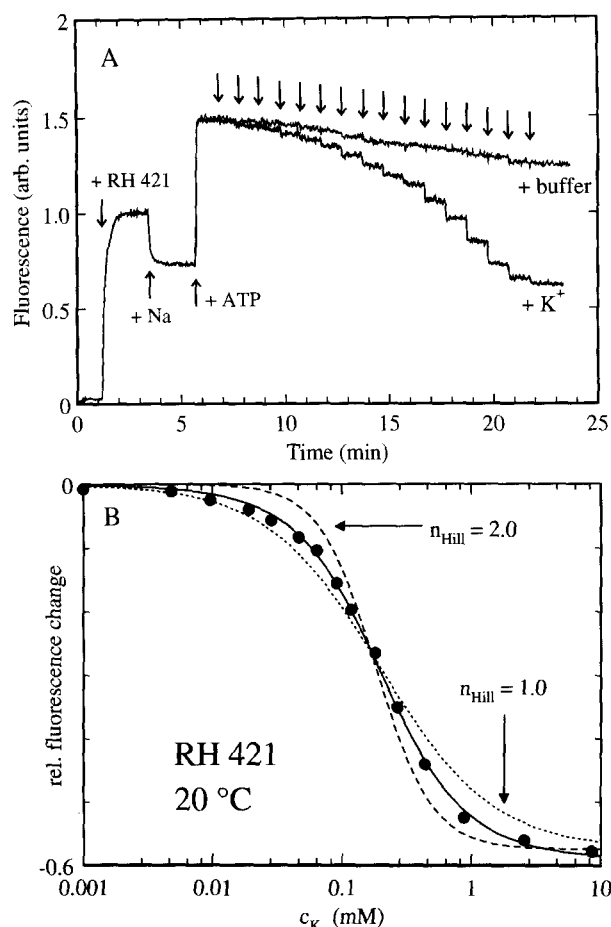 A
2
1.5
1.0
0.5
0
Fluorescence (arb. units)
+ RH 421
+ Na
+ ATP
+ buffer
+ K+
0
5
10
15
20
25
Time (min)
B
0
-0.6
rel. fluorescence change
nHill = 2.0
nHill = 1.0
RH 421
20 °C
0.001
0.01
0.1
1
10
cK (mM)